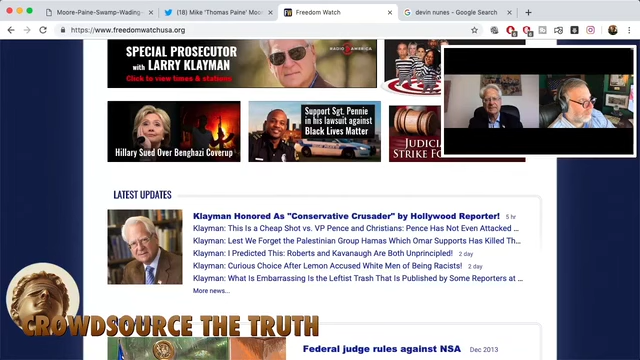 Moore-Paine-Swamp-Wading-
(18) Mike 'Thomas Paine' Moo
Freedom Watch
devin nunes - Google Search
https://www.freedomwatchusa.org
SPECIAL PROSECUTOR
with LARRY KLAYMAN
Click to view times & stations
RADIO AMERICA
Hillary Sued Over Benghazi Coverup
Support Sgt. Pennie
in his lawsuit against
Black Lives Matter
JUDICIAL
STRIKE FO
LATEST UPDATES
Klayman Honored As "Conservative Crusader" by Hollywood Reporter! 5 hr
Klayman: This Is a Cheap Shot vs. VP Pence and Christians: Pence Has Not Even Attacked ...
Klayman: Lest We Forget the Palestinian Group Hamas Which Omar Supports Has Killed Th...
Klayman: I Predicted This: Roberts and Kavanaugh Are Both Unprincipled! 2 day
Klayman: Curious Choice After Lemon Accused White Men of Being Racists! 2 day
Klayman: What Is Embarrassing Is the Leftist Trash That Is Published by Some Reporters at ...
More news...
CROWDSOURCE THE TRUTH
Federal judge rules against NSA Dec 2013